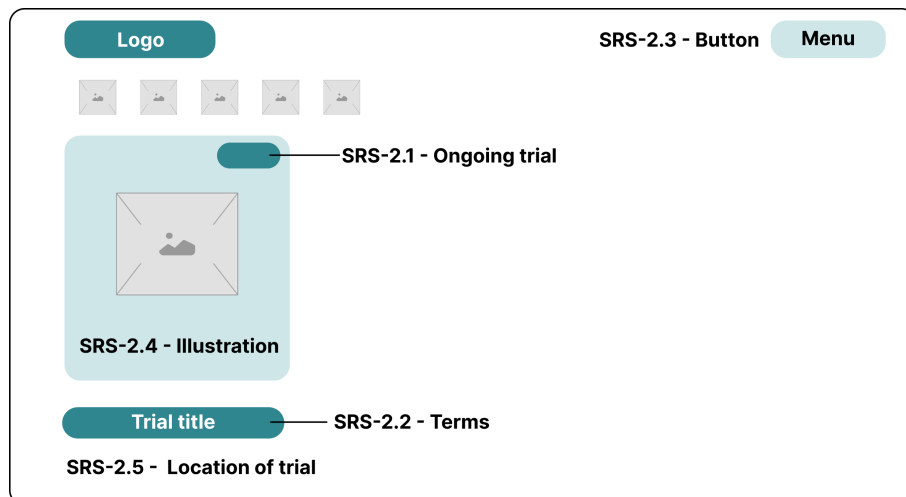 Logo
SRS-2.3 - Button
Menu
SRS-2.1 - Ongoing trial
SRS-2.4 - Illustration
Trial title
SRS-2.2 - Terms
SRS-2.5 - Location of trial